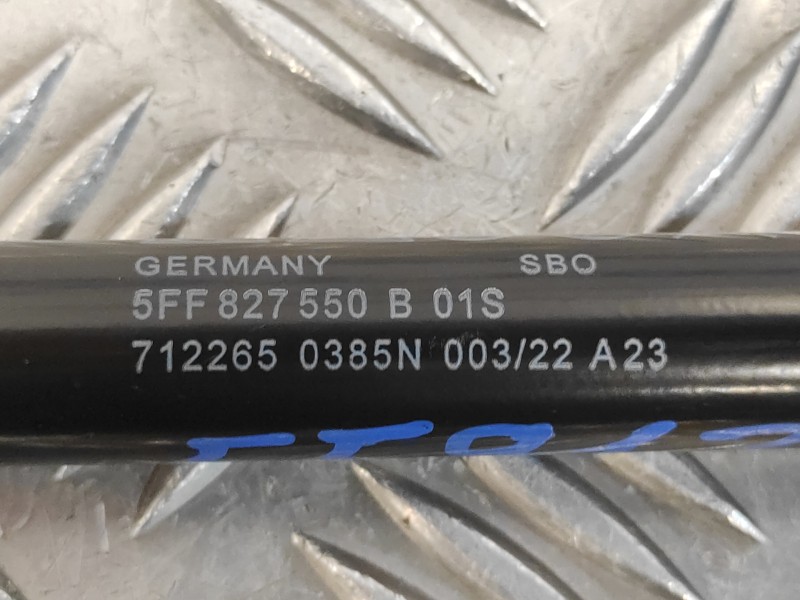 GERMANY SBO
5FF 827 550 B 01S
712265 0385N 003/22 A23